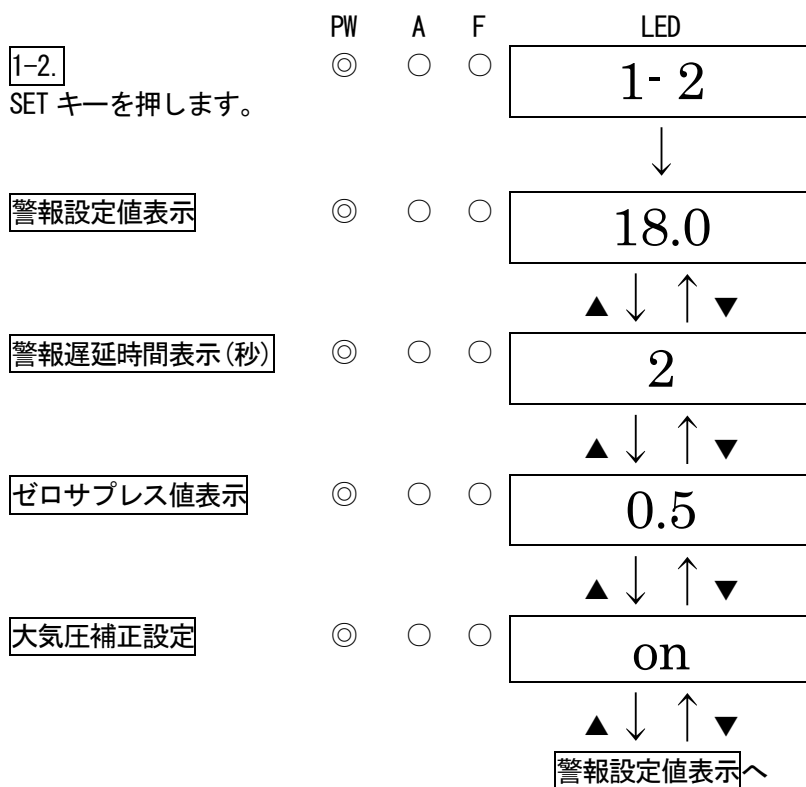 PW A F LED
1-2. ◎ ○ ○ 1- 2
SET キーを押します。
↓
警報設定値表示 ◎ ○ ○ 18.0
▲ ↓ ↑ ▼
警報遅延時間表示(秒) ◎ ○ ○ 2
▲ ↓ ↑ ▼
ゼロサプレス値表示 ◎ ○ ○ 0.5
▲ ↓ ↑ ▼
大気圧補正設定 ◎ ○ ○ on
▲ ↓ ↑ ▼
警報設定値表示へ